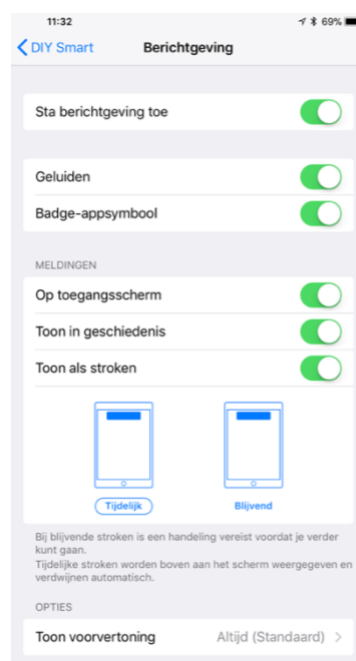 11:32
69%
DIY Smart
Berichtgeving
Sta berichtgeving toe
Geluiden
Badge-appsymbool
MELDINGEN
Op toegangsscherm
Toon in geschiedenis
Toon als stroken
Tijdelijk
Blijvend
Bij blijvende stroken is een handeling vereist voordat je verder
kunt gaan.
Tijdelijke stroken worden boven aan het scherm weergegeven en
verdwijnen automatisch.
OPTIES
Toon voorvertoning
Altijd (Standaard)